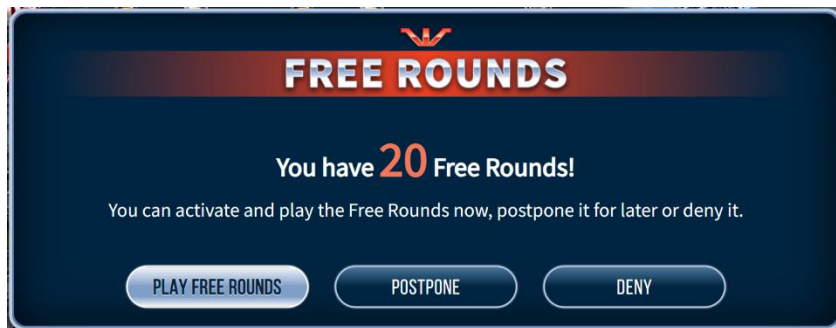 FREE ROUNDS
You have 20 Free Rounds!
You can activate and play the Free Rounds now, postpone it for later or deny it.
PLAY FREE ROUNDS
POSTPONE
DENY